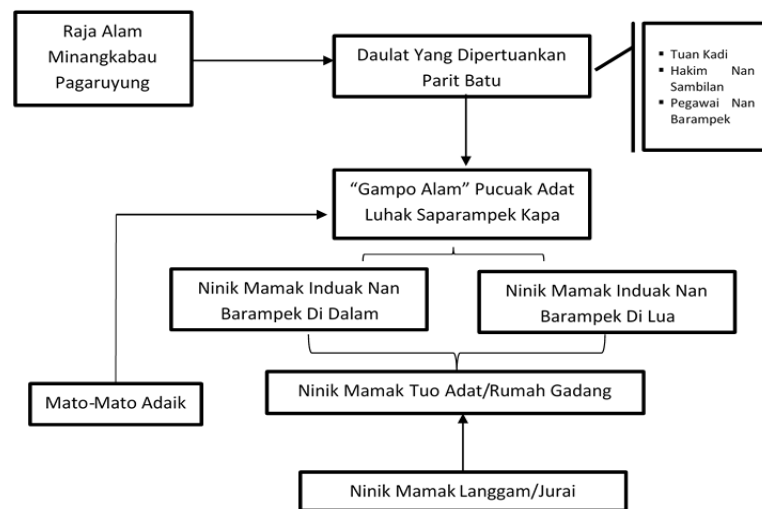 Raja Alam
Minangkabau
Pagaruyung
Daulat Yang Dipertuankan
Parit Batu
▪ Tuan Kadi
▪ Hakim Nan
Sambilan
▪ Pegawai Nan
Barampek
“Gampo Alam” Pucuak Adat
Luhak Saparampek Kapa
Ninik Mamak Induak Nan
Barampek Di Dalam
Ninik Mamak Induak Nan
Barampek Di Lua
Mato-Mato Adaik
Ninik Mamak Tuo Adat/Rumah Gadang
Ninik Mamak Langgam/Jurai